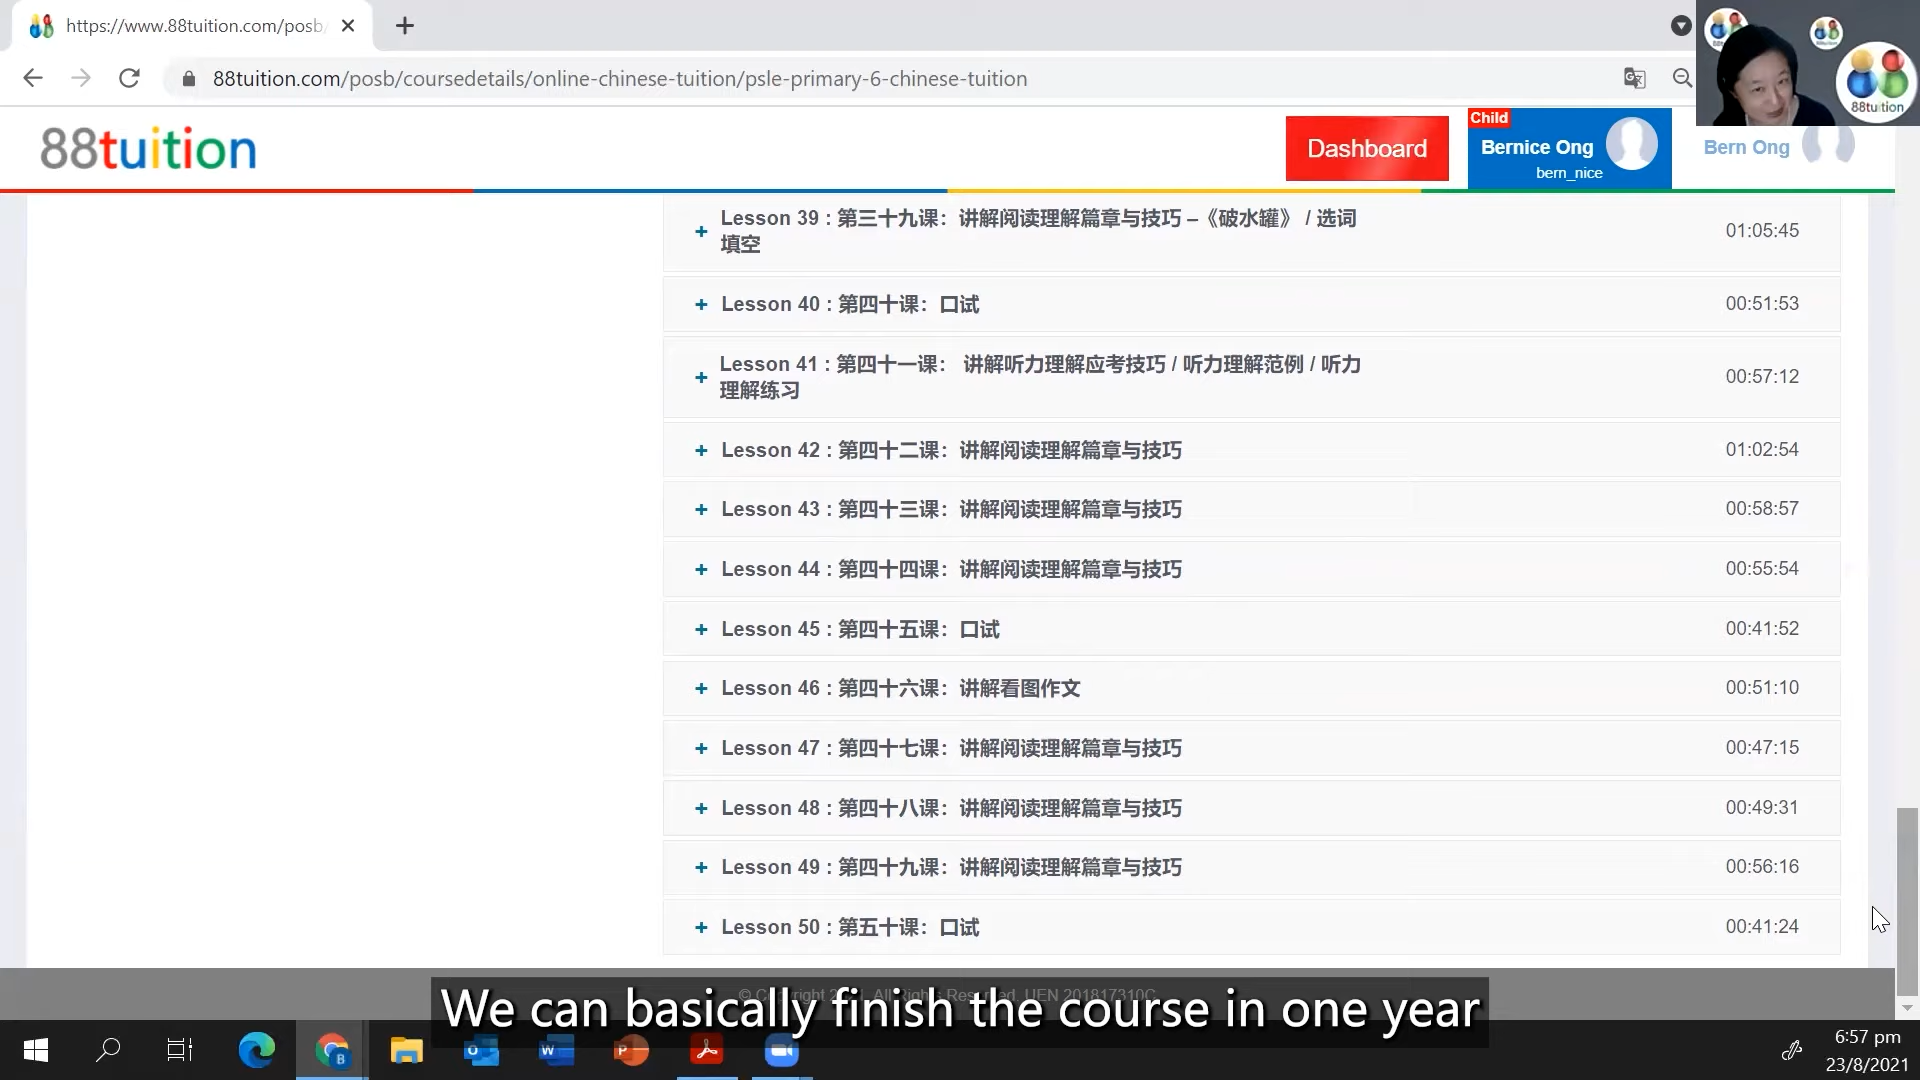 https://www.88tuition.com/posb/
88tuition.com/posb/coursedetails/online-chinese-tuition/psle-primary-6-chinese-tuition
88tuition
88tuition
Dashboard
Child
Bernice Ong
bern_nice
Bern Ong
Lesson 39 : 第三十九课：讲解阅读理解篇章与技巧 –《破水罐》 / 选词
填空
01:05:45
Lesson 40 : 第四十课：口试
00:51:53
Lesson 41 : 第四十一课： 讲解听力理解应考技巧 / 听力理解范例 / 听力
理解练习
00:57:12
Lesson 42 : 第四十二课：讲解阅读理解篇章与技巧
01:02:54
Lesson 43 : 第四十三课：讲解阅读理解篇章与技巧
00:58:57
Lesson 44 : 第四十四课：讲解阅读理解篇章与技巧
00:55:54
Lesson 45 : 第四十五课：口试
00:41:52
Lesson 46 : 第四十六课：讲解看图作文
00:51:10
Lesson 47 : 第四十七课：讲解阅读理解篇章与技巧
00:47:15
Lesson 48 : 第四十八课：讲解阅读理解篇章与技巧
00:49:31
Lesson 49 : 第四十九课：讲解阅读理解篇章与技巧
00:56:16
Lesson 50 : 第五十课：口试
00:41:24
We can basically finish the course in one year
6:57 pm
23/8/2021